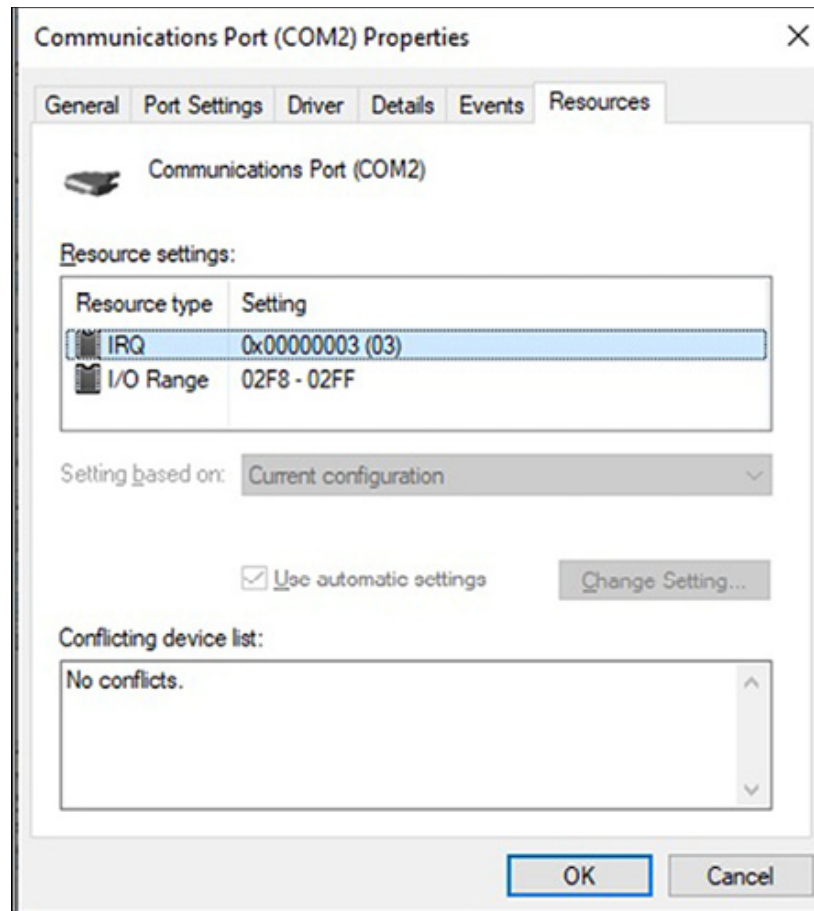 Communications Port (COM2) Properties
General Port Settings Driver Details Events Resources
Communications Port (COM2)
Resource settings:
Resource type Setting
IRQ 0x00000003 (03)
I/O Range 02F8 - 02FF
Setting based on: Current configuration
Use automatic settings Change Setting...
Conflicting device list:
No conflicts.
OK Cancel